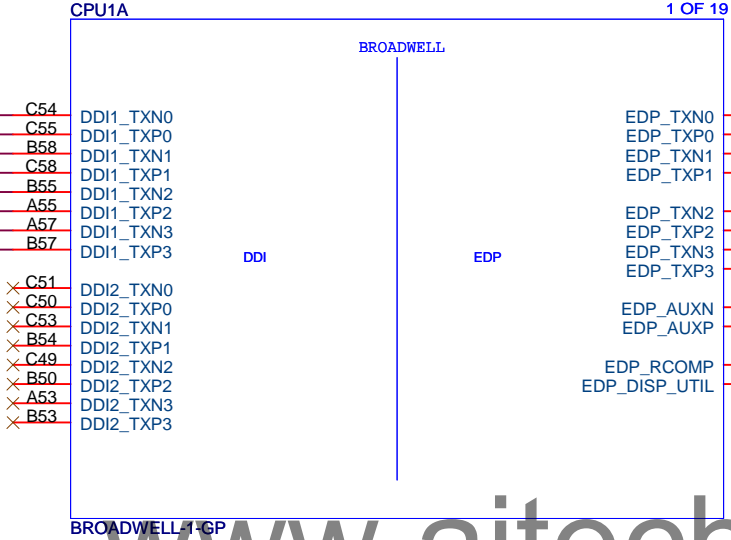 CPU1A
1 OF 19
BROADWELL
C54 DDI1_TXN0 EDP_TXN0
C55 DDI1_TXP0 EDP_TXP0
B58 DDI1_TXN1 EDP_TXN1
C58 DDI1_TXP1 EDP_TXP1
B55 DDI1_TXN2
A55 DDI1_TXP2 EDP_TXN2
A57 DDI1_TXN3 EDP_TXP2
B57 DDI1_TXP3 EDP_TXN3
DDI EDP
EDP_TXP3
C51 DDI2_TXN0
C50 DDI2_TXP0 EDP_AUXN
C53 DDI2_TXN1 EDP_AUXP
B54 DDI2_TXP1
C49 DDI2_TXN2 EDP_RCOMP
B50 DDI2_TXP2 EDP_DISP_UTIL
A53 DDI2_TXN3
B53 DDI2_TXP3
BROADWELL-1-GP